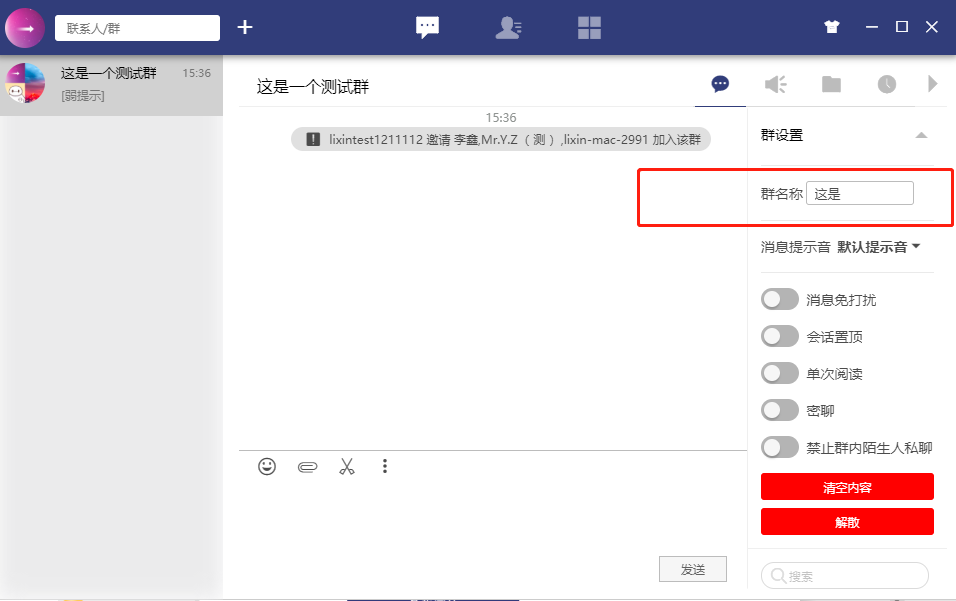 联系人/群
这是一个测试群
15:36
[弱提示]
这是一个测试群
15:36
lixintest1211112 邀请 李鑫,Mr.Y.Z（ 测 ）,lixin-mac-2991 加入该群
群设置
群名称 这是
消息提示音 默认提示音
消息免打扰
会话置顶
单次阅读
密聊
禁止群内陌生人私聊
清空内容
解散
发送
搜索